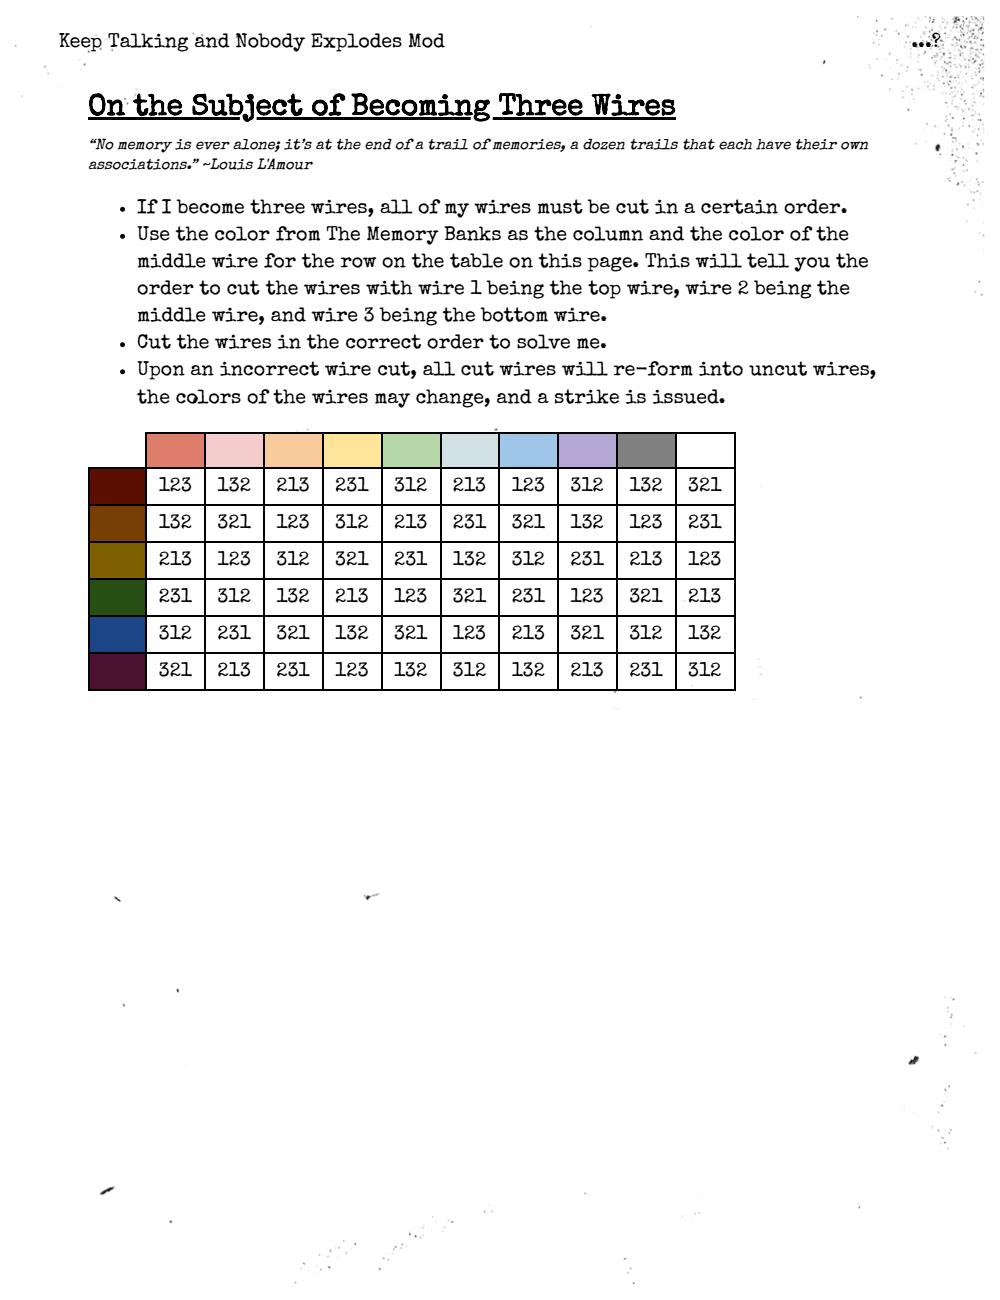 Keep Talking and Nobody Explodes Mod
...?
On the Subject of Becoming Three Wires
“No memory is ever alone; it’s at the end of a trail of memories, a dozen trails that each have their own
associations.” ~Louis L'Amour
• If I become three wires, all of my wires must be cut in a certain order.
• Use the color from The Memory Banks as the column and the color of the
middle wire for the row on the table on this page. This will tell you the
order to cut the wires with wire 1 being the top wire, wire 2 being the
middle wire, and wire 3 being the bottom wire.
• Cut the wires in the correct order to solve me.
• Upon an incorrect wire cut, all cut wires will re-form into uncut wires,
the colors of the wires may change, and a strike is issued.
123 132 213 231 312 213 123 312 132 321
132 321 123 312 213 231 321 132 123 231
213 123 312 321 231 132 312 231 213 123
231 312 132 213 123 321 231 123 321 213
312 231 321 132 321 123 213 321 312 132
321 213 231 123 132 312 132 213 231 312